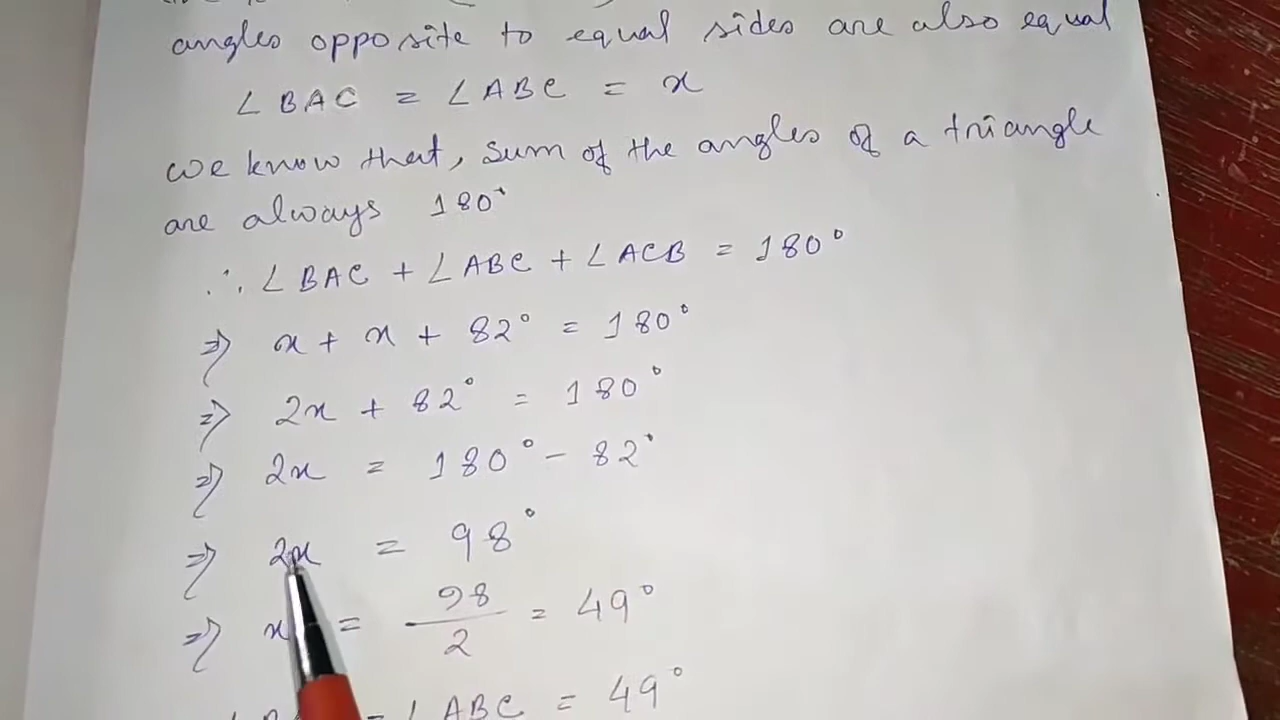 angles opposite to equal sides are also equal
∠BAC = ∠ABC = x
we know that, sum of the angles of a triangle
are always 180°
∴ ∠BAC + ∠ABC + ∠ACB = 180°
⇒ x + x + 82° = 180°
⇒ 2x + 82° = 180°
⇒ 2x = 180° - 82°
⇒ 2x = 98°
⇒ x = 98/2 = 49°
= ∠ABC = 49°